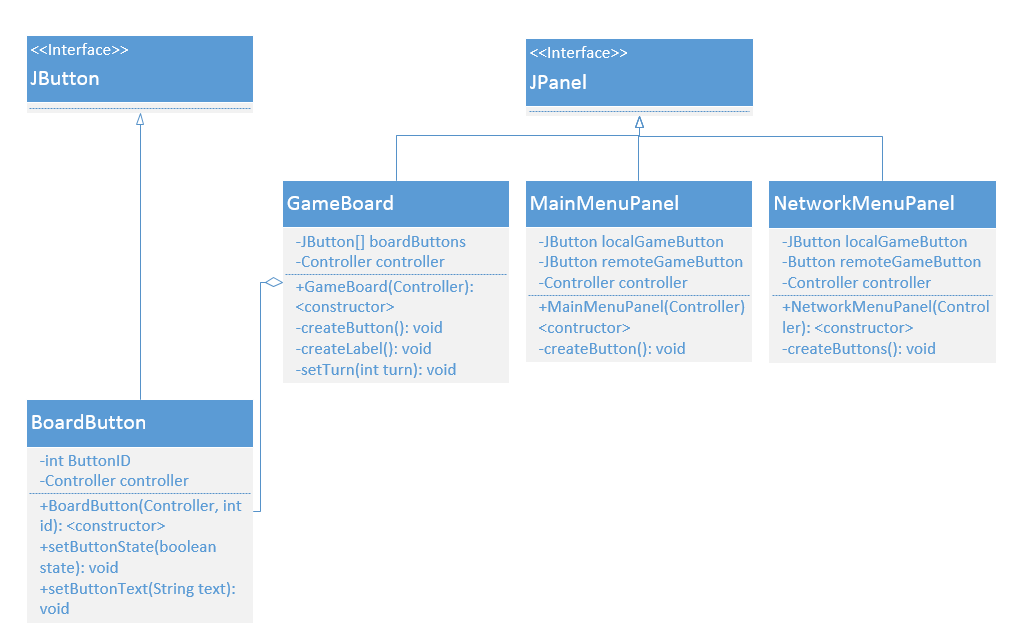 <<Interface>>
JButton
<<Interface>>
JPanel
GameBoard
-JButton[] boardButtons
-Controller controller
+GameBoard(Controller):
<constructor>
-createButton(): void
-createLabel(): void
-setTurn(int turn): void
MainMenuPanel
-JButton localGameButton
-JButton remoteGameButton
-Controller controller
+MainMenuPanel(Controller)
<contructor>
-createButton(): void
NetworkMenuPanel
-JButton localGameButton
-Button remoteGameButton
-Controller controller
+NetworkMenuPanel(Control
ler): <constructor>
-createButtons(): void
BoardButton
-int ButtonID
-Controller controller
+BoardButton(Controller, int
id): <constructor>
+setButtonState(boolean
state): void
+setButtonText(String text):
void